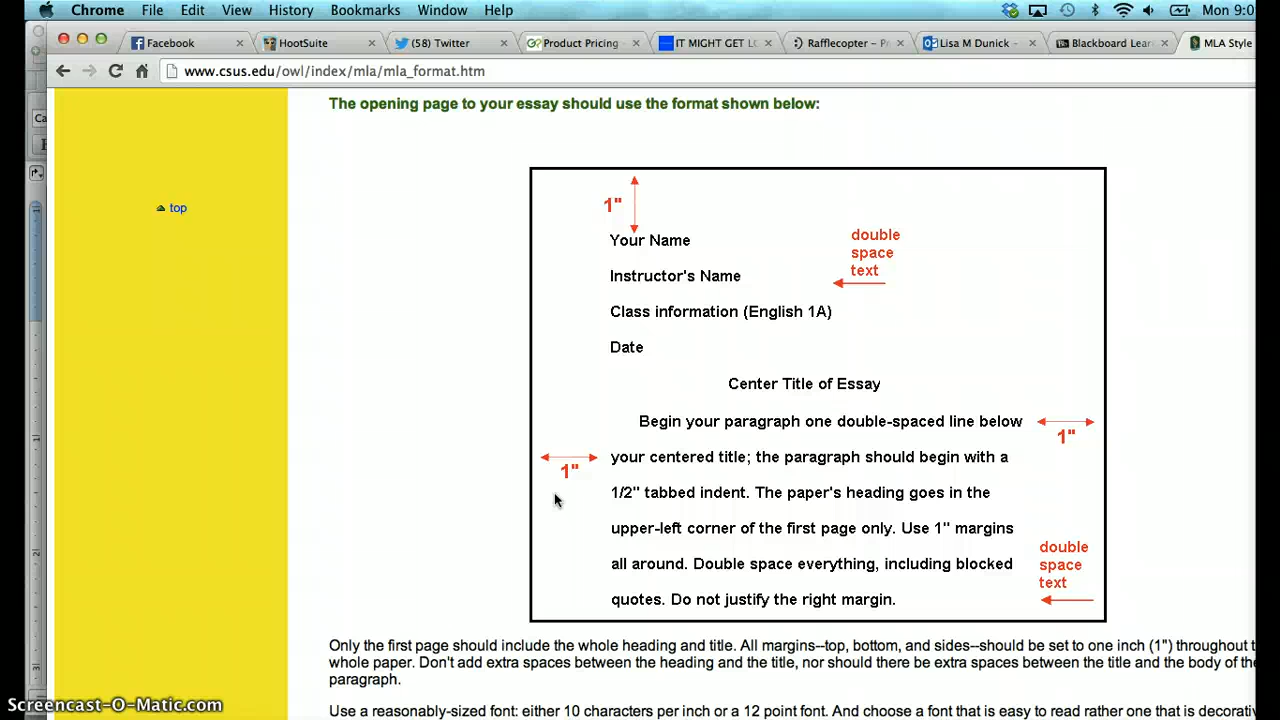 Chrome File Edit View History Bookmarks Window Help Mon 9:0
Facebook HootSuite (58) Twitter Product Pricing - IT MIGHT GET L Rafflecopter – Lisa M Dunick Blackboard Lear MLA Style
www.csus.edu/owl/index/mla/mla_format.htm
The opening page to your essay should use the format shown below:
Ca
top
1"
Your Name
double
space
text
Instructor's Name
Class information (English 1A)
Date
Center Title of Essay
Begin your paragraph one double-spaced line below
1"
your centered title; the paragraph should begin with a
1"
1/2" tabbed indent. The paper's heading goes in the
upper-left corner of the first page only. Use 1" margins
all around. Double space everything, including blocked
quotes. Do not justify the right margin.
double
space
text
Only the first page should include the whole heading and title. All margins--top, bottom, and sides--should be set to one inch (1") throughout t
whole paper. Don't add extra spaces between the heading and the title, nor should there be extra spaces between the title and the body of the
paragraph.
Use a reasonably-sized font: either 10 characters per inch or a 12 point font. And choose a font that is easy to read rather one that is decorativ
Screencast-O-Matic.com